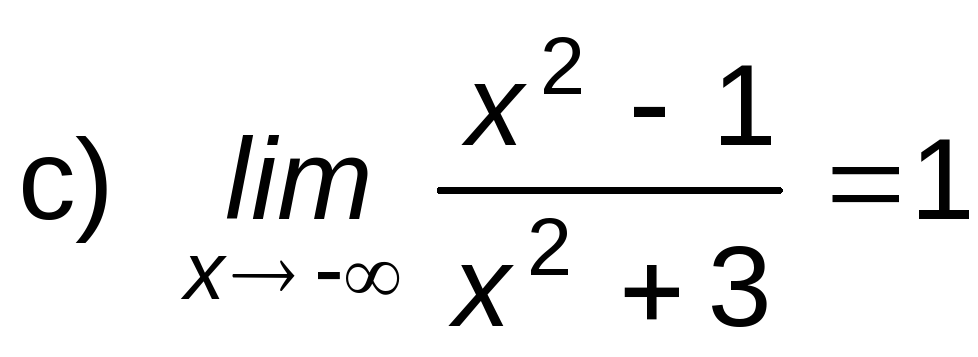 c) lim x→ -∞ x² - 1 / x² + 3 =1